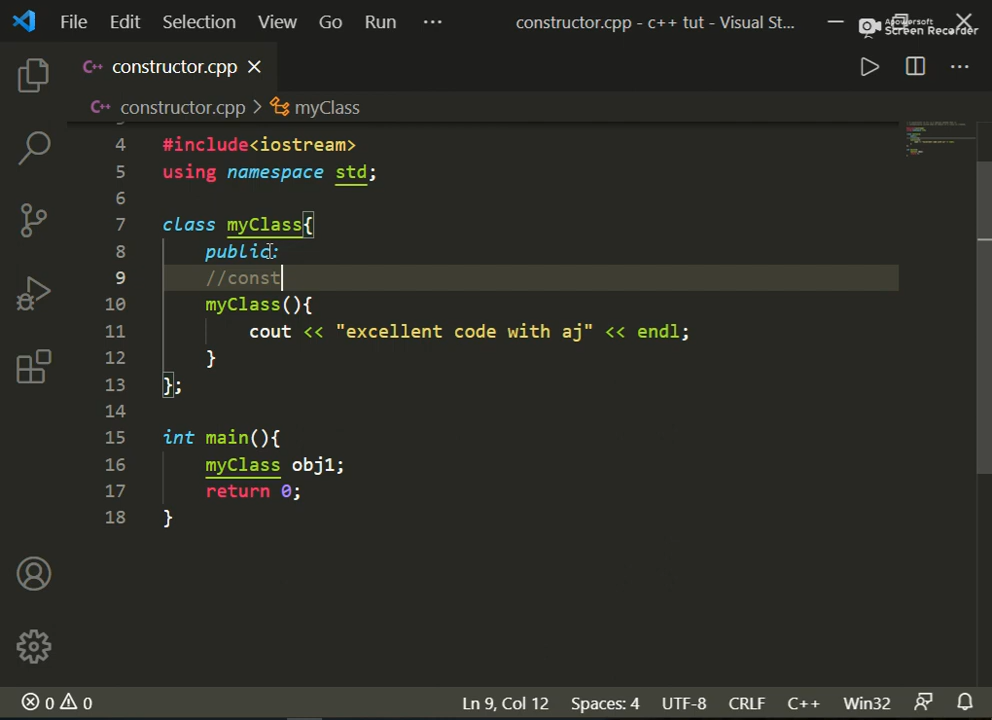 File Edit Selection View Go Run ··· constructor.cpp - c++ tut - Visual St...
Apowersoft
Screen Recorder
C++ constructor.cpp ×
C++ constructor.cpp > myClass
4 #include<iostream>
5 using namespace std;
6
7 class myClass{
8 public:
9 //const
10 myClass(){
11 cout << "excellent code with aj" << endl;
12 }
13 };
14
15 int main(){
16 myClass obj1;
17 return 0;
18 }
0 0 Ln 9, Col 12 Spaces: 4 UTF-8 CRLF C++ Win32